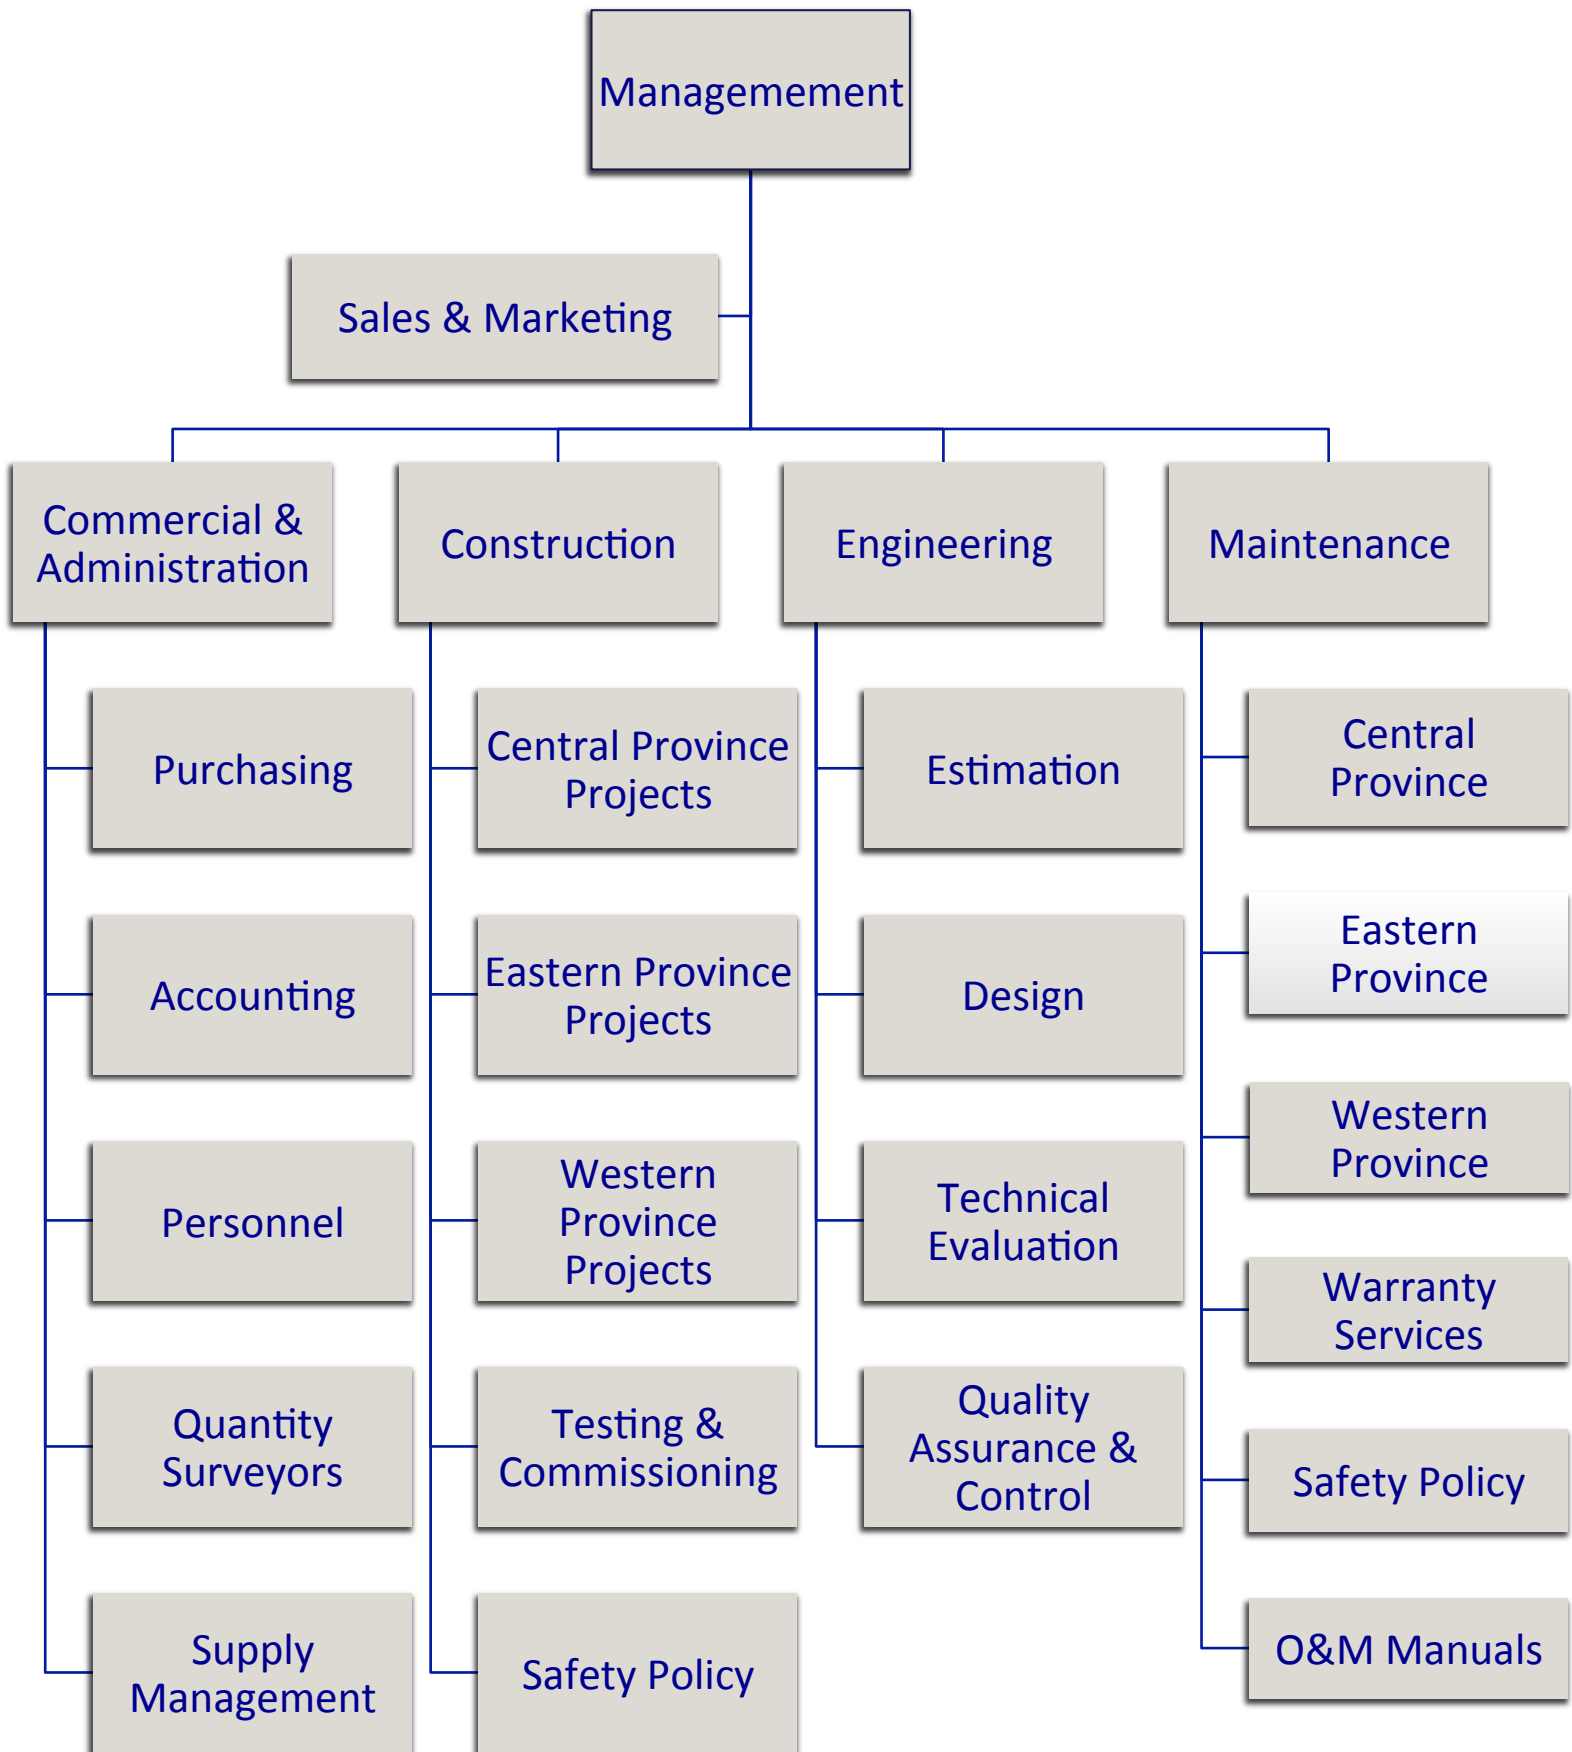 Managemement
Sales & Marketing
Commercial &
Administration
Construction
Engineering
Maintenance
Purchasing
Accounting
Personnel
Quantity
Surveyors
Supply
Management
Central Province
Projects
Eastern Province
Projects
Western
Province
Projects
Testing &
Commissioning
Safety Policy
Estimation
Design
Technical
Evaluation
Quality
Assurance &
Control
Central
Province
Eastern
Province
Western
Province
Warranty
Services
Safety Policy
O&M Manuals